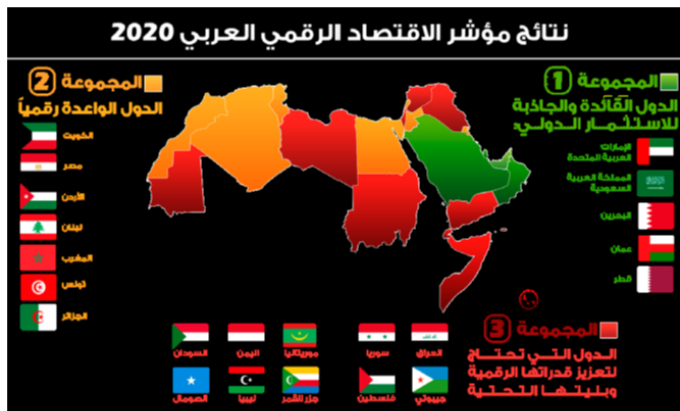 نتائج مؤشر الاقتصاد الرقمي العربي 2020
المجموعة 1
الدول القائدة والجاذبة
للاستثمار الدولي:
الإمارات
العربية المتحدة
المملكة العربية
السعودية
البحرين
عمان
قطر
المجموعة 2
الدول الواعدة رقمياً
الكويت
مصر
الأردن
لبنان
المغرب
تونس
الجزائر
المجموعة 3
الدول التي تحتاج
لتعزيز قدراتها الرقمية
وبنيتها التحتية
العراق
سوريا
موريتانيا
اليمن
السودان
جيبوتي
فلسطين
جزر القمر
ليبيا
الصومال